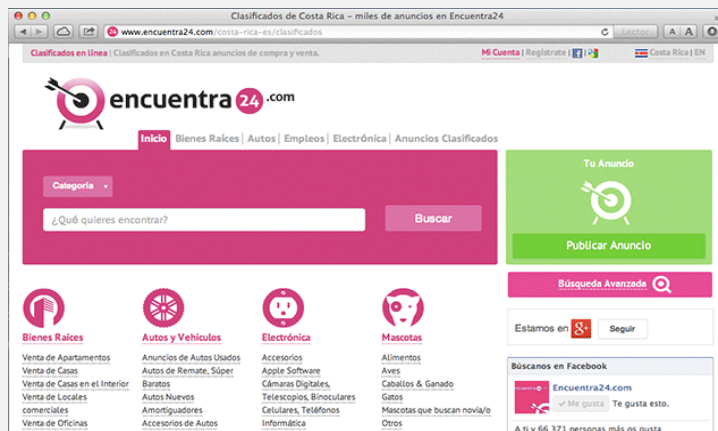 Clasificados de Costa Rica – miles de anuncios en Encuentra24
www.encuentra24.com/costa-rica-es/clasificados
Lector
A A
Clasificados en línea | Clasificados en Costa Rica anuncios de compra y venta.
Mi Cuenta | Regístrate |
Costa Rica | EN
encuentra 24 .com
Inicio Bienes Raíces | Autos | Empleos | Electrónica | Anuncios Clasificados
Categoría
¿Qué quieres encontrar?
Buscar
Tu Anuncio
Publicar Anuncio
Búsqueda Avanzada
Estamos en g+ Seguir
Búscanos en Facebook
Encuentra24.com
Me gusta Te gusta esto.
A ti y 66.371 personas más os gusta
Bienes Raíces
Venta de Apartamentos
Venta de Casas
Venta de Casas en el Interior
Venta de Locales
comerciales
Venta de Oficinas
Autos y Vehículos
Anuncios de Autos Usados
Autos de Remate, Súper
Baratos
Autos Nuevos
Amortiguadores
Accesorios de Autos
Electrónica
Accesorios
Apple Software
Cámaras Digitales,
Telescopios, Binoculares
Celulares, Teléfonos
Informática
Mascotas
Alimentos
Aves
Caballos & Ganado
Gatos
Mascotas que buscan novia/o
Otros